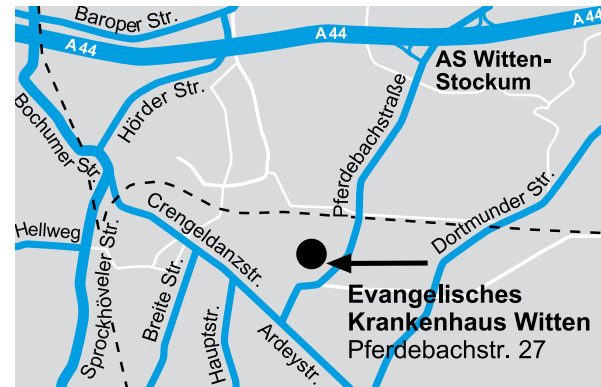 Baroper Str.
A 44
A 44
A 44
AS Witten-
Stockum
Hörder Str.
Bochumer Str.
Pferdebachstraße
Dortmunder Str.
Crengeldanzstr.
Hellweg
Sprockhöveler Str.
Breite Str.
Hauptstr.
Ardeystr.
Evangelisches
Krankenhaus Witten
Pferdebachstr. 27